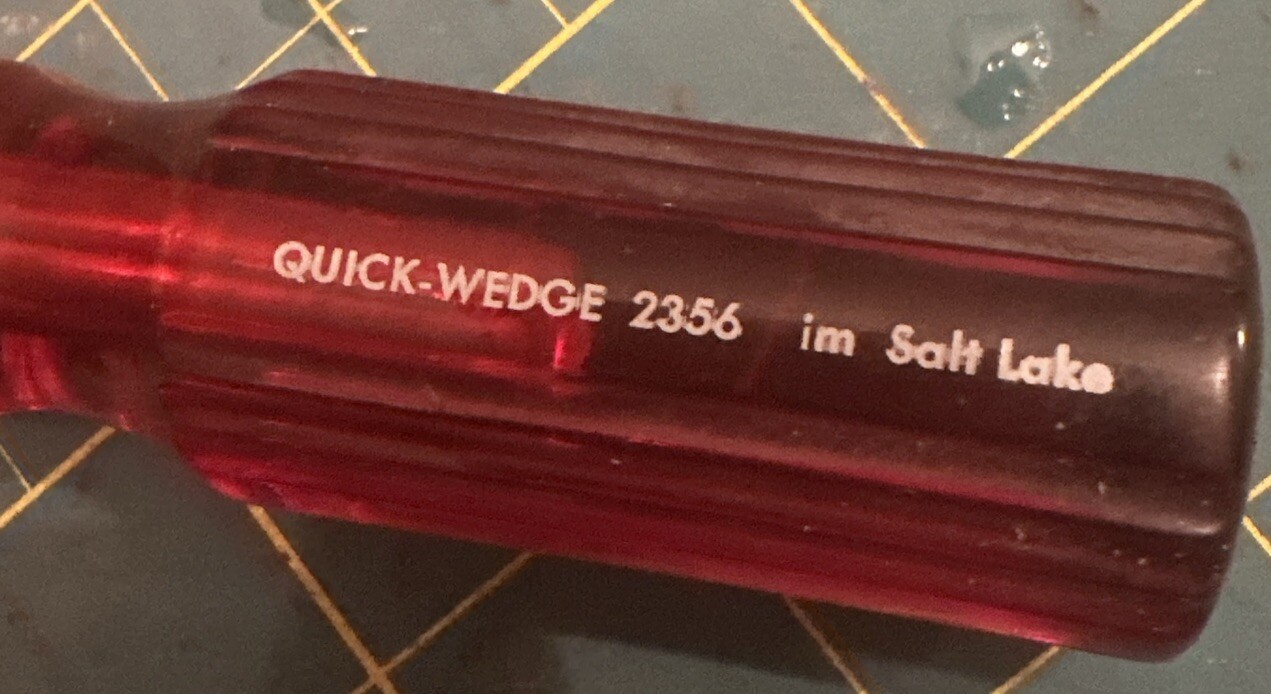 QUICK-WEDGE 2356 im Salt Lake